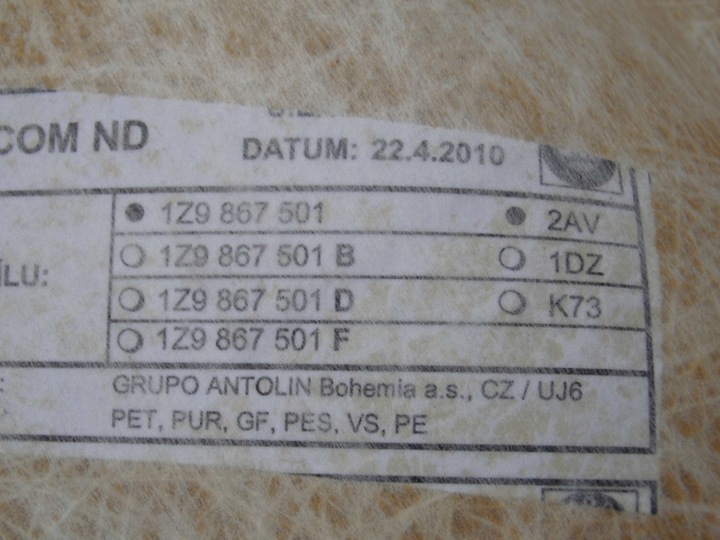 COM ND
DATUM: 22.4.2010
1Z9 867 501 2AV
1Z9 867 501 B 1DZ
ÍLU:
1Z9 867 501 D K73
1Z9 867 501 F
GRUPO ANTOLIN Bohemia a.s., CZ / UJ6
PET, PUR, GF, PES, VS, PE